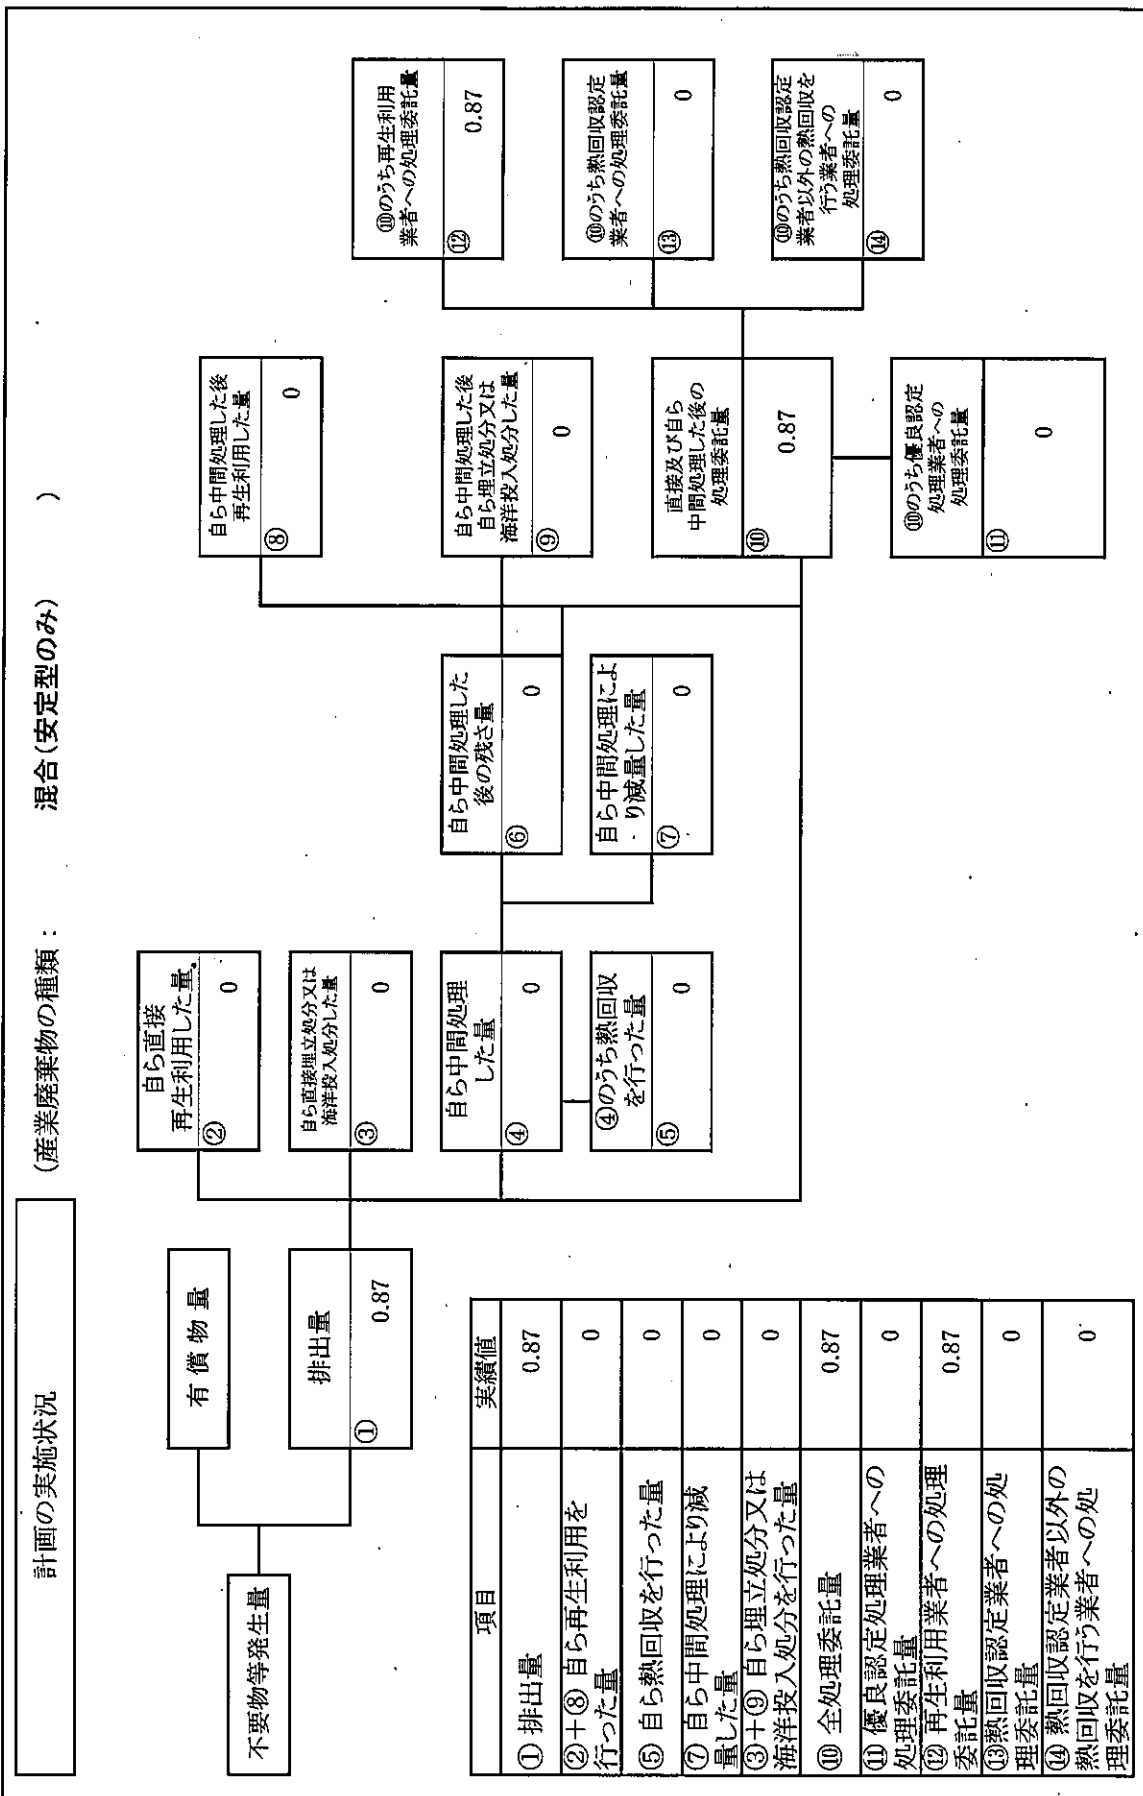 計画の実施状況
(産業廃棄物の種類： 混合（安定型のみ） )
不要物等発生量
有償物量
排出量
① 0.87
自ら直接
再生利用した量
② 0
自ら直接埋立処分又は
海洋投入処分した量
③ 0
自ら中間処理
した量
④ 0
④のうち熱回収
を行った量
⑤ 0
自ら中間処理した
後の残さ量
⑥ 0
自ら中間処理によ
り減量した量
⑦ 0
自ら中間処理した後
再生利用した量
⑧ 0
自ら中間処理した後
自ら埋立処分又は
海洋投入処分した量
⑨ 0
直接及び自ら
中間処理した後の
処理委託量
⑩ 0.87
⑩のうち優良認定
処理業者への
処理委託量
⑪ 0
⑩のうち再生利用
業者への処理委託量
⑫ 0.87
⑩のうち熱回収認定
業者への処理委託量
⑬ 0
⑩のうち熱回収認定
業者以外の熱回収を
行う業者への
処理委託量
⑭ 0
項目 実績値
① 排出量 0.87
②＋⑧ 自ら再生利用を
行った量 0
⑤ 自ら熱回収を行った量 0
⑦ 自ら中間処理により減
量した量 0
③＋⑨ 自ら埋立処分又は
海洋投入処分を行った量 0
⑩ 全処理委託量 0.87
⑪ 優良認定処理業者への
処理委託量 0
⑫ 再生利用業者への処理
委託量 0.87
⑬熱回収認定業者への処
理委託量 0
⑭ 熱回収認定業者以外の
熱回収を行う業者への処
理委託量 0